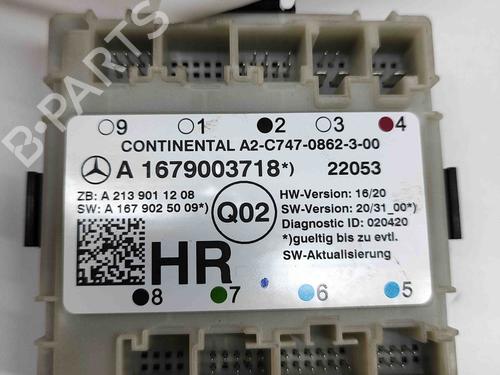 9 1 2 3 4
CONTINENTAL A2-C747-0862-3-00
A 1679003718*) 22053
ZB: A 213 901 12 08
SW: A 167 902 50 09*)
Q02
HW-Version: 16/20
SW-Version: 20/31_00*)
Diagnostic ID: 020420
*)gueltig bis zu evtl.
SW-Aktualisierung
HR
8 7 6 5
B-PARTS